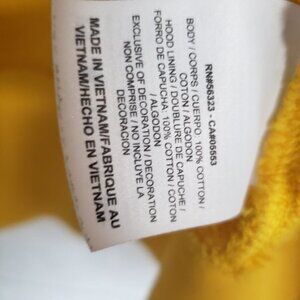 RN#56323 - CA#05553
BODY / CORPS / CUERPO: 100% COTTON /
COTON / ALGODON
HOOD LINING / DOUBLURE DE CAPUCHE /
FORRO DE CAPUCHA: 100% COTTON / COTON
/ ALGODON
EXCLUSIVE OF DECORATION / DECORATION
NON COMPRISE / NO INCLUYE LA
DECORACION
MADE IN VIETNAM/FABRIQUE AU
VIETNAM/HECHO EN VIETNAM